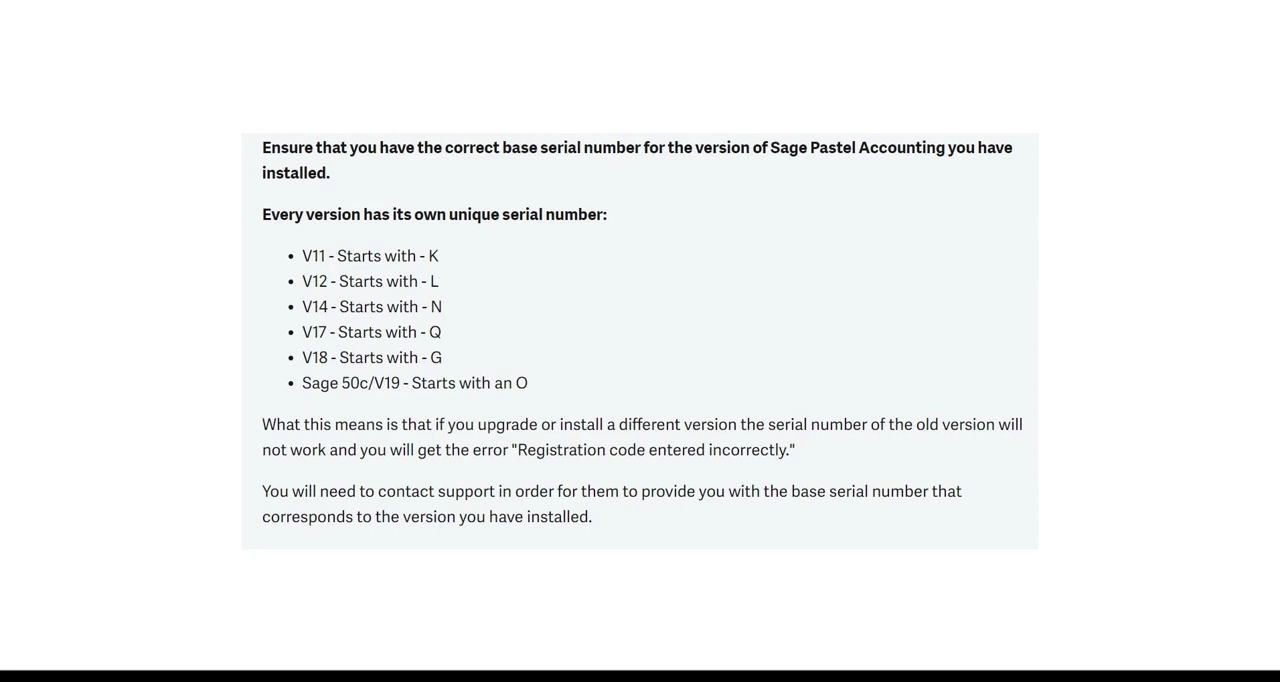 Ensure that you have the correct base serial number for the version of Sage Pastel Accounting you have
installed.
Every version has its own unique serial number:
• V11 - Starts with - K
• V12 - Starts with - L
• V14 - Starts with - N
• V17 - Starts with - Q
• V18 - Starts with - G
• Sage 50c/V19 - Starts with an O
What this means is that if you upgrade or install a different version the serial number of the old version will
not work and you will get the error "Registration code entered incorrectly."
You will need to contact support in order for them to provide you with the base serial number that
corresponds to the version you have installed.